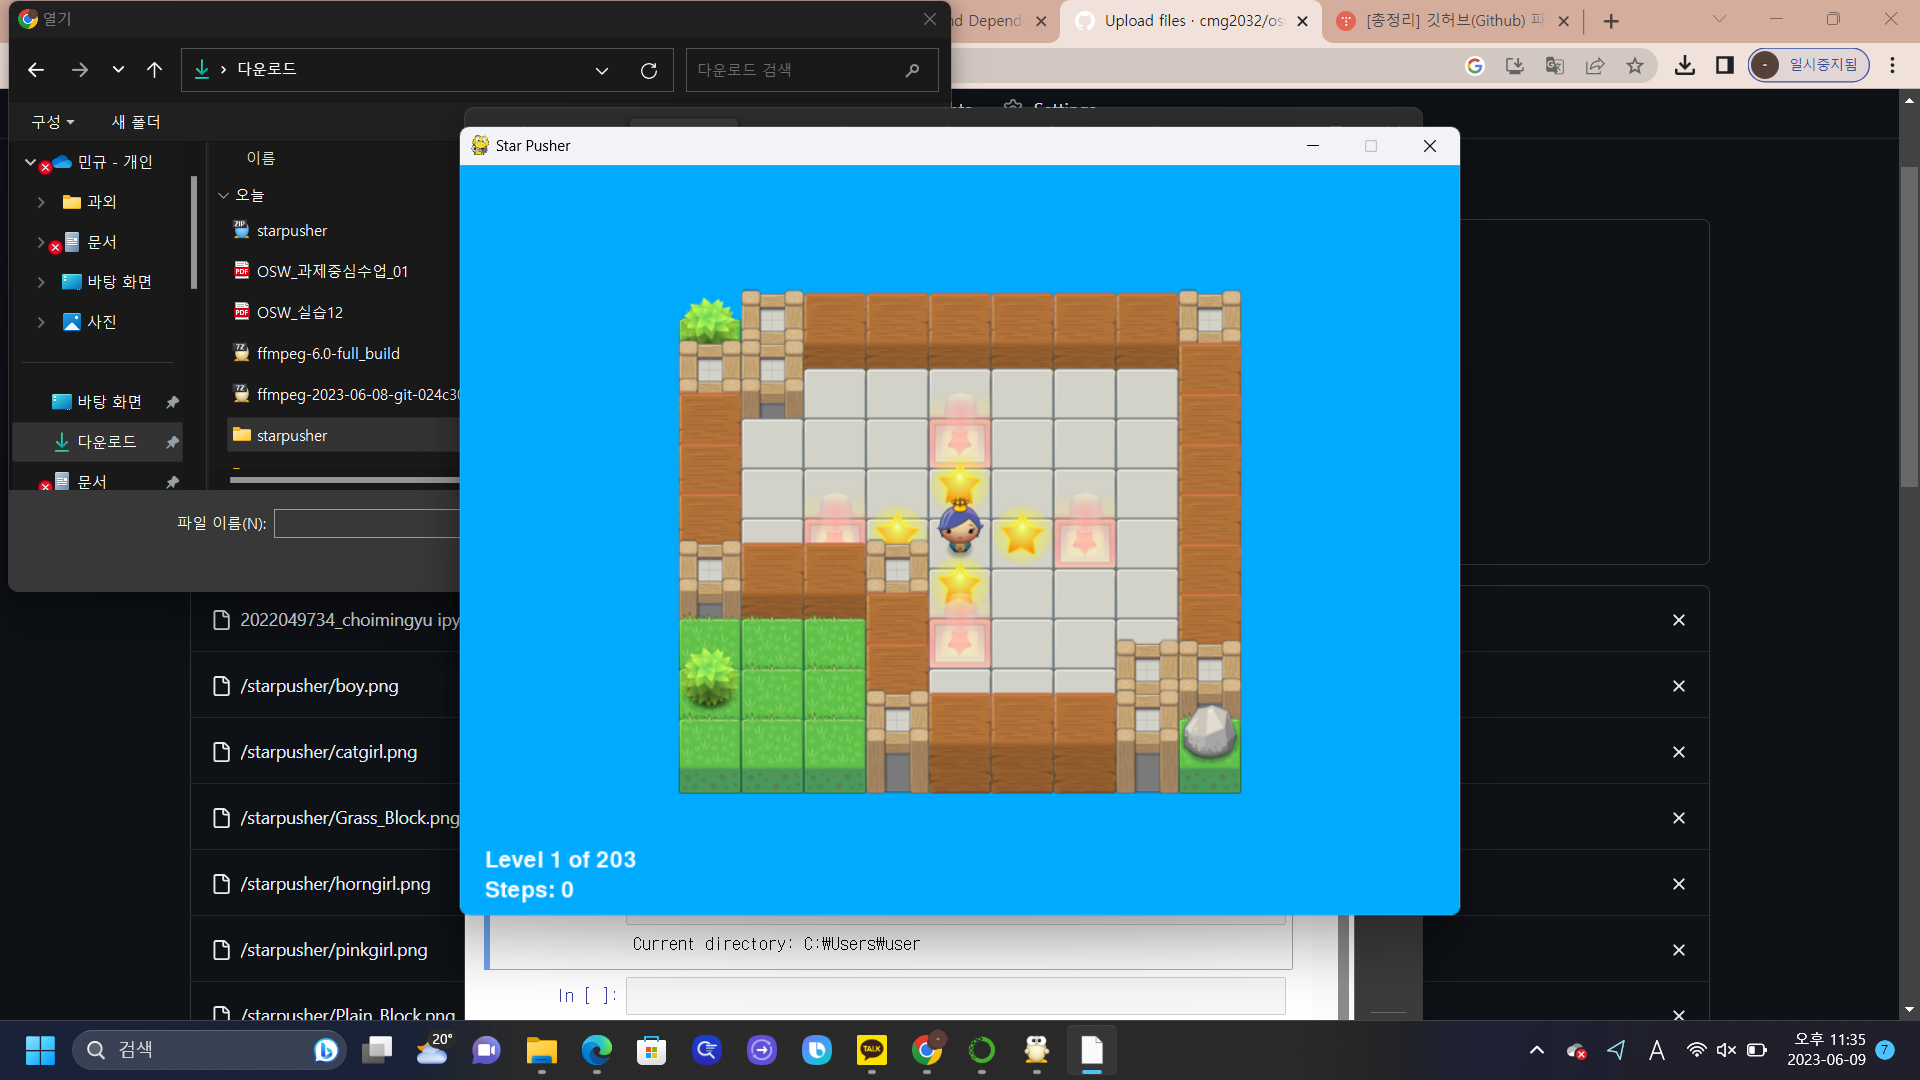 열기
Upload files · cmg2032/os
[총정리] 깃허브(Github) 파
다운로드
다운로드 검색
일시중지됨
구성
새 폴더
Settings
Star Pusher
민규 - 개인
과외
문서
바탕 화면
사진
바탕 화면
다운로드
문서
이름
오늘
starpusher
OSW_과제중심수업_01
OSW_실습12
ffmpeg-6.0-full_build
ffmpeg-2023-06-08-git-024c30
starpusher
파일 이름(N):
2022049734_choimingyu ipy
/starpusher/boy.png
/starpusher/catgirl.png
/starpusher/Grass_Block.png
/starpusher/horngirl.png
/starpusher/pinkgirl.png
/starpusher/Plain_Block.png
Level 1 of 203
Steps: 0
Current directory: C:₩Users₩user
In [ ]:
검색
20°
TALK
A
오후 11:35
2023-06-09
7